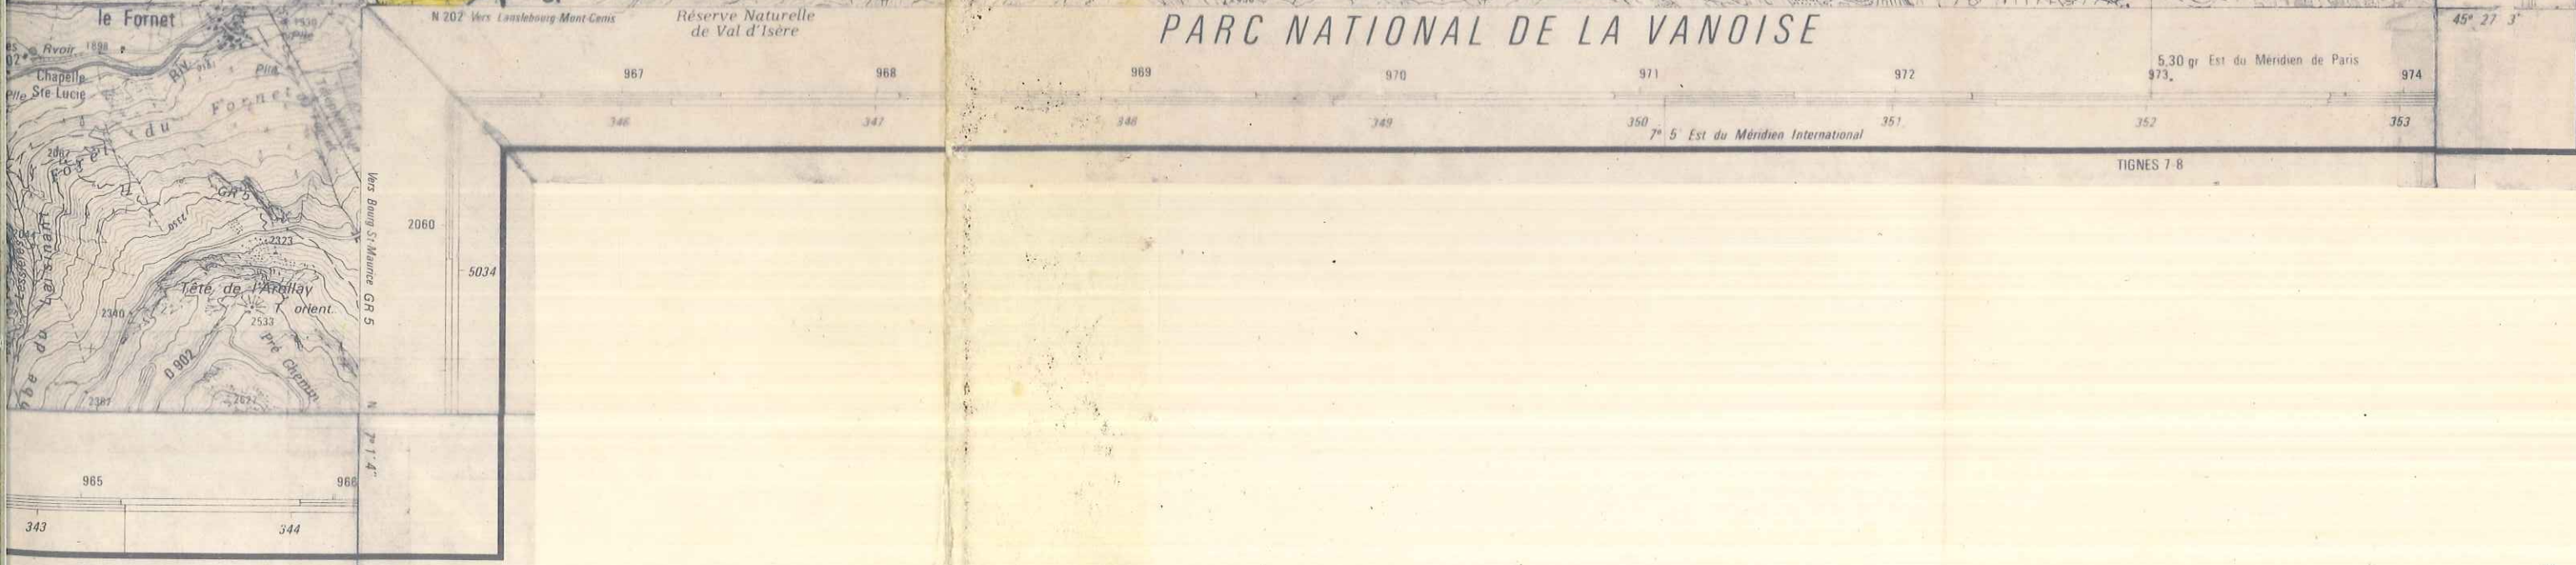 le Fornet
N 202 Vers Lanslebourg-Mont-Cenis
Réserve Naturelle
de Val d'Isère
PARC NATIONAL DE LA VANOISE
45° 27' 3"
5,30 gr Est du Méridien de Paris
967 968 969 970 971 972 973 974
346 347 348 349 350 351 352 353
7° 5' Est du Méridien International
TIGNES 7-8
Rvoir 1898
Chapelle
Ste-Lucie
Forêt du Fornet
GR 5
2323
Tête de l'Arollay
orient.
2533
2340
D 902
Pré Chemin
Vers Bourg-St-Maurice GR 5
N 7° 1' 4"
2060
5034
965 966
343 344